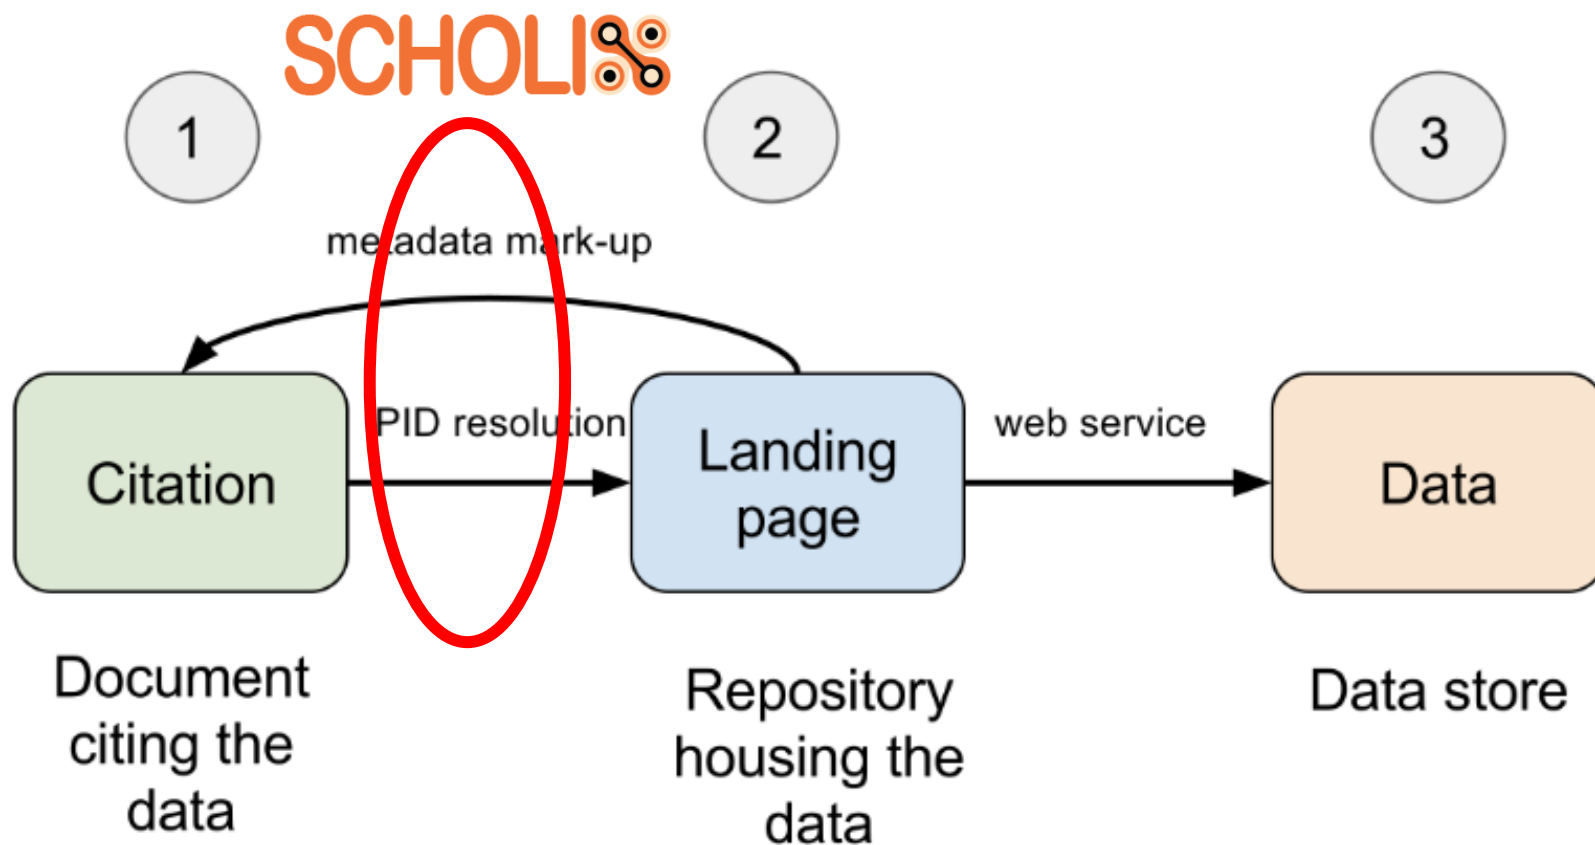 SCHOLIX
1
2
3
metadata mark-up
PID resolution
web service
Citation
Landing
page
Data
Document
citing the
data
Repository
housing the
data
Data store